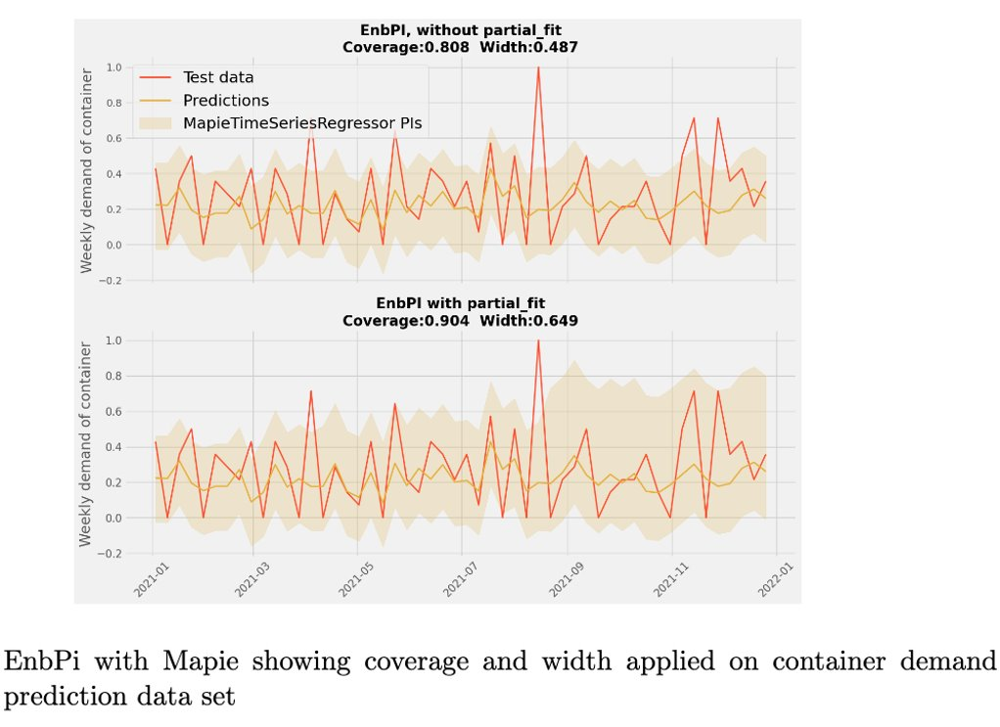 EnbPI, without partial_fit
Coverage:0.808 Width:0.487
Weekly demand of container
1.0
0.8
0.6
0.4
0.2
0.0
−0.2
Test data
Predictions
MapieTimeSeriesRegressor PIs
EnbPI with partial_fit
Coverage:0.904 Width:0.649
Weekly demand of container
1.0
0.8
0.6
0.4
0.2
0.0
−0.2
2021-01
2021-03
2021-05
2021-07
2021-09
2021-11
2022-01
EnbPi with Mapie showing coverage and width applied on container demand
prediction data set